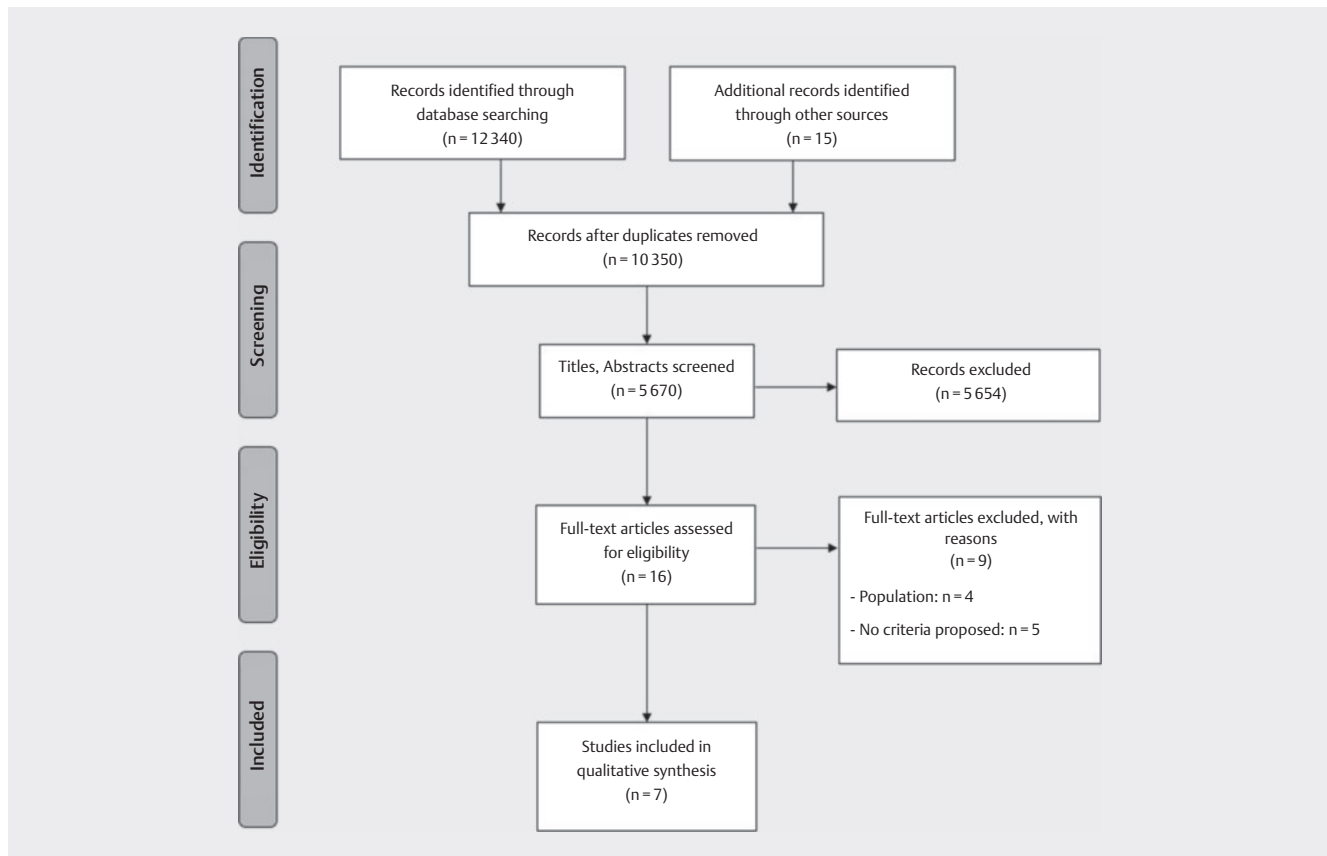 Identification
Records identified through
database searching
(n = 12 340)
Additional records identified
through other sources
(n = 15)
Records after duplicates removed
(n = 10 350)
Screening
Titles, Abstracts screened
(n = 5 670)
Records excluded
(n = 5 654)
Eligibility
Full-text articles assessed
for eligibility
(n = 16)
Full-text articles excluded, with
reasons
(n = 9)
- Population: n = 4
- No criteria proposed: n = 5
Included
Studies included in
qualitative synthesis
(n = 7)